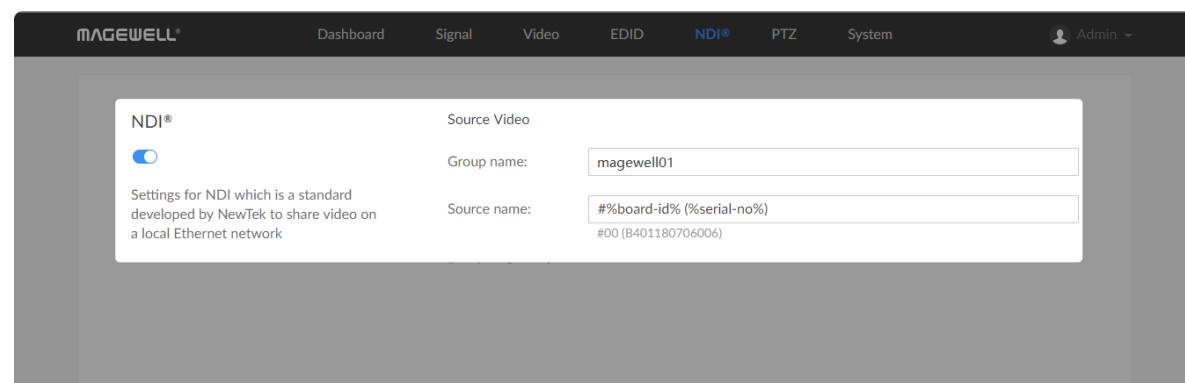 MAGEWELL® Dashboard Signal Video EDID NDI® PTZ System Admin
NDI®
Settings for NDI which is a standard
developed by NewTek to share video on
a local Ethernet network
Source Video
Group name: magewell01
Source name: #%board-id% (%serial-no%)
#00 (B401180706006)